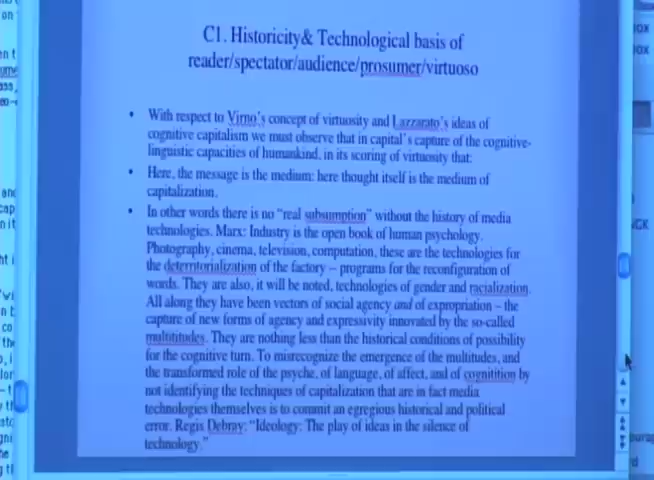 C1. Historicity& Technological basis of
reader/spectator/audience/prosumer/virtuoso
• With respect to Virno's concept of virtuosity and Lazzarato's ideas of
cognitive capitalism we must observe that in capital's capture of the cognitive-
linguistic capacities of humankind, in its scoring of virtuosity that:
• Here, the message is the medium: here thought itself is the medium of
capitalization.
• In other words there is no "real subsumption" without the history of media
technologies. Marx: Industry is the open book of human psychology.
Photography, cinema, television, computation, these are the technologies for
the deterritorialization of the factory – programs for the reconfiguration of
words. They are also, it will be noted, technologies of gender and racialization.
All along they have been vectors of social agency and of expropriation – the
capture of new forms of agency and expressivity innovated by the so-called
multititudes. They are nothing less than the historical conditions of possibility
for the cognitive turn. To misrecognize the emergence of the multitudes, and
the transformed role of the psyche, of language, of affect, and of cognitition by
not identifying the techniques of capitalization that are in fact media
technologies themselves is to commit an egregious historical and political
error. Regis Debray: "Ideology: The play of ideas in the silence of
technology."